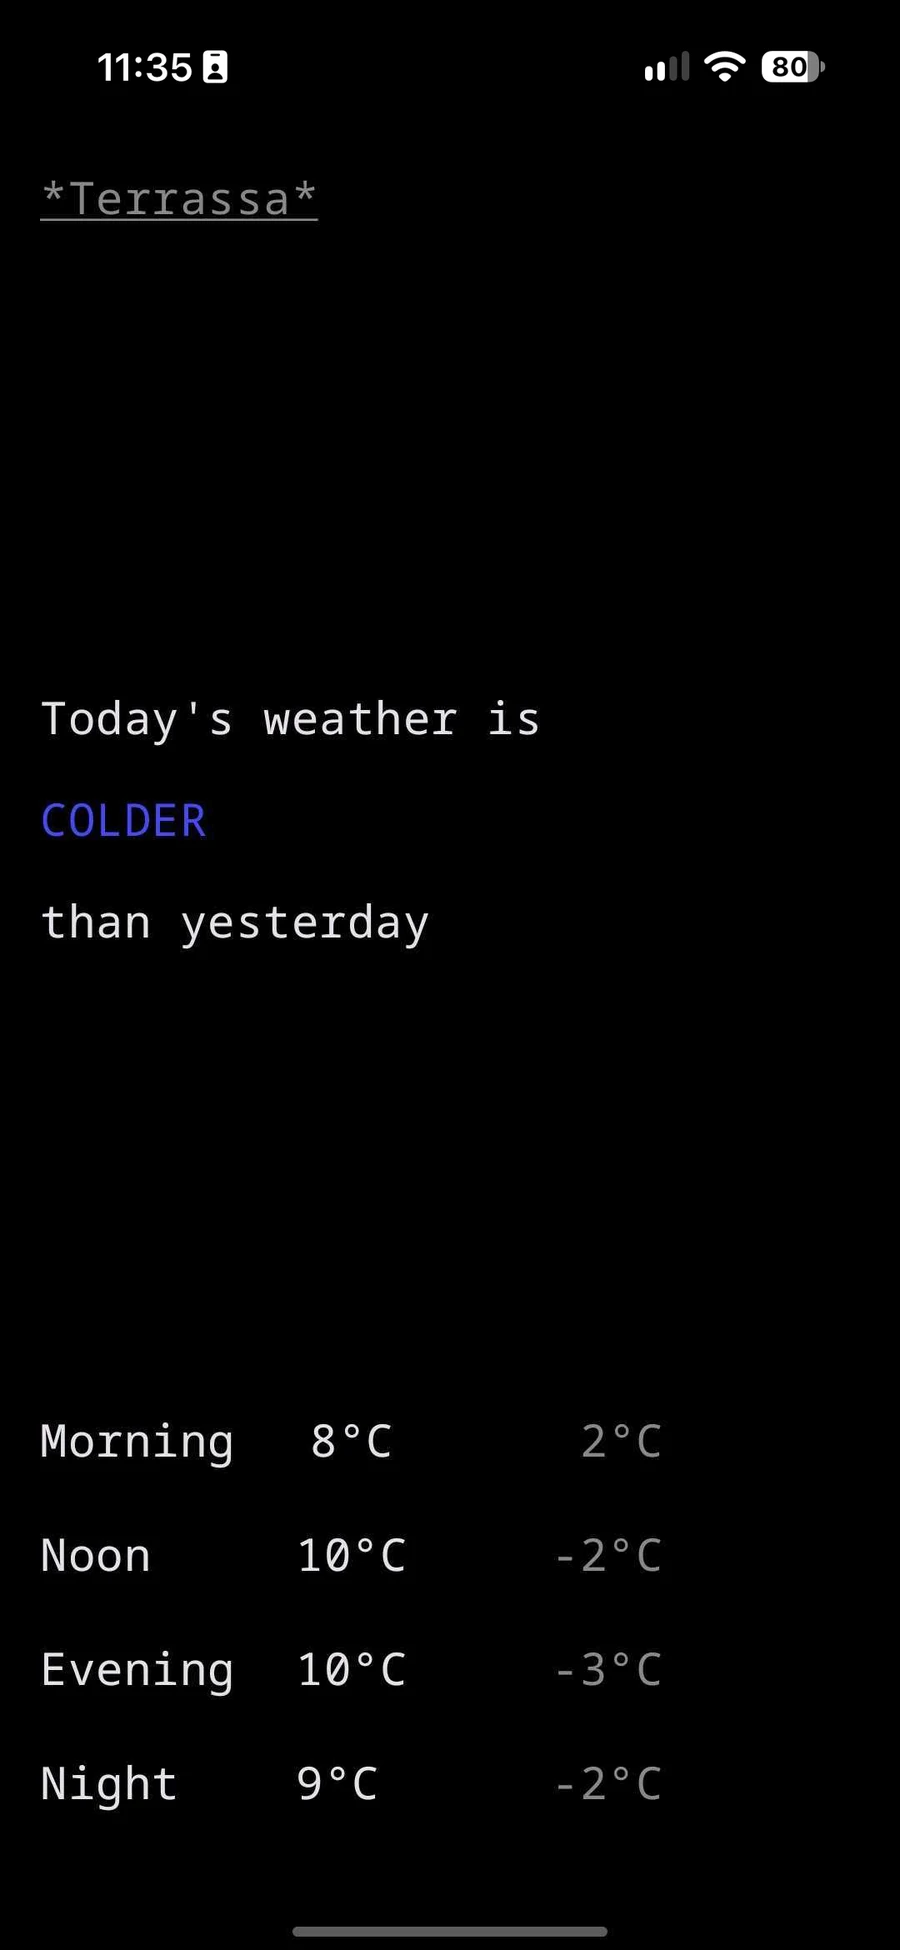 11:35
80
*Terrassa*
Today's weather is
COLDER
than yesterday
Morning 8°C 2°C
Noon 10°C -2°C
Evening 10°C -3°C
Night 9°C -2°C